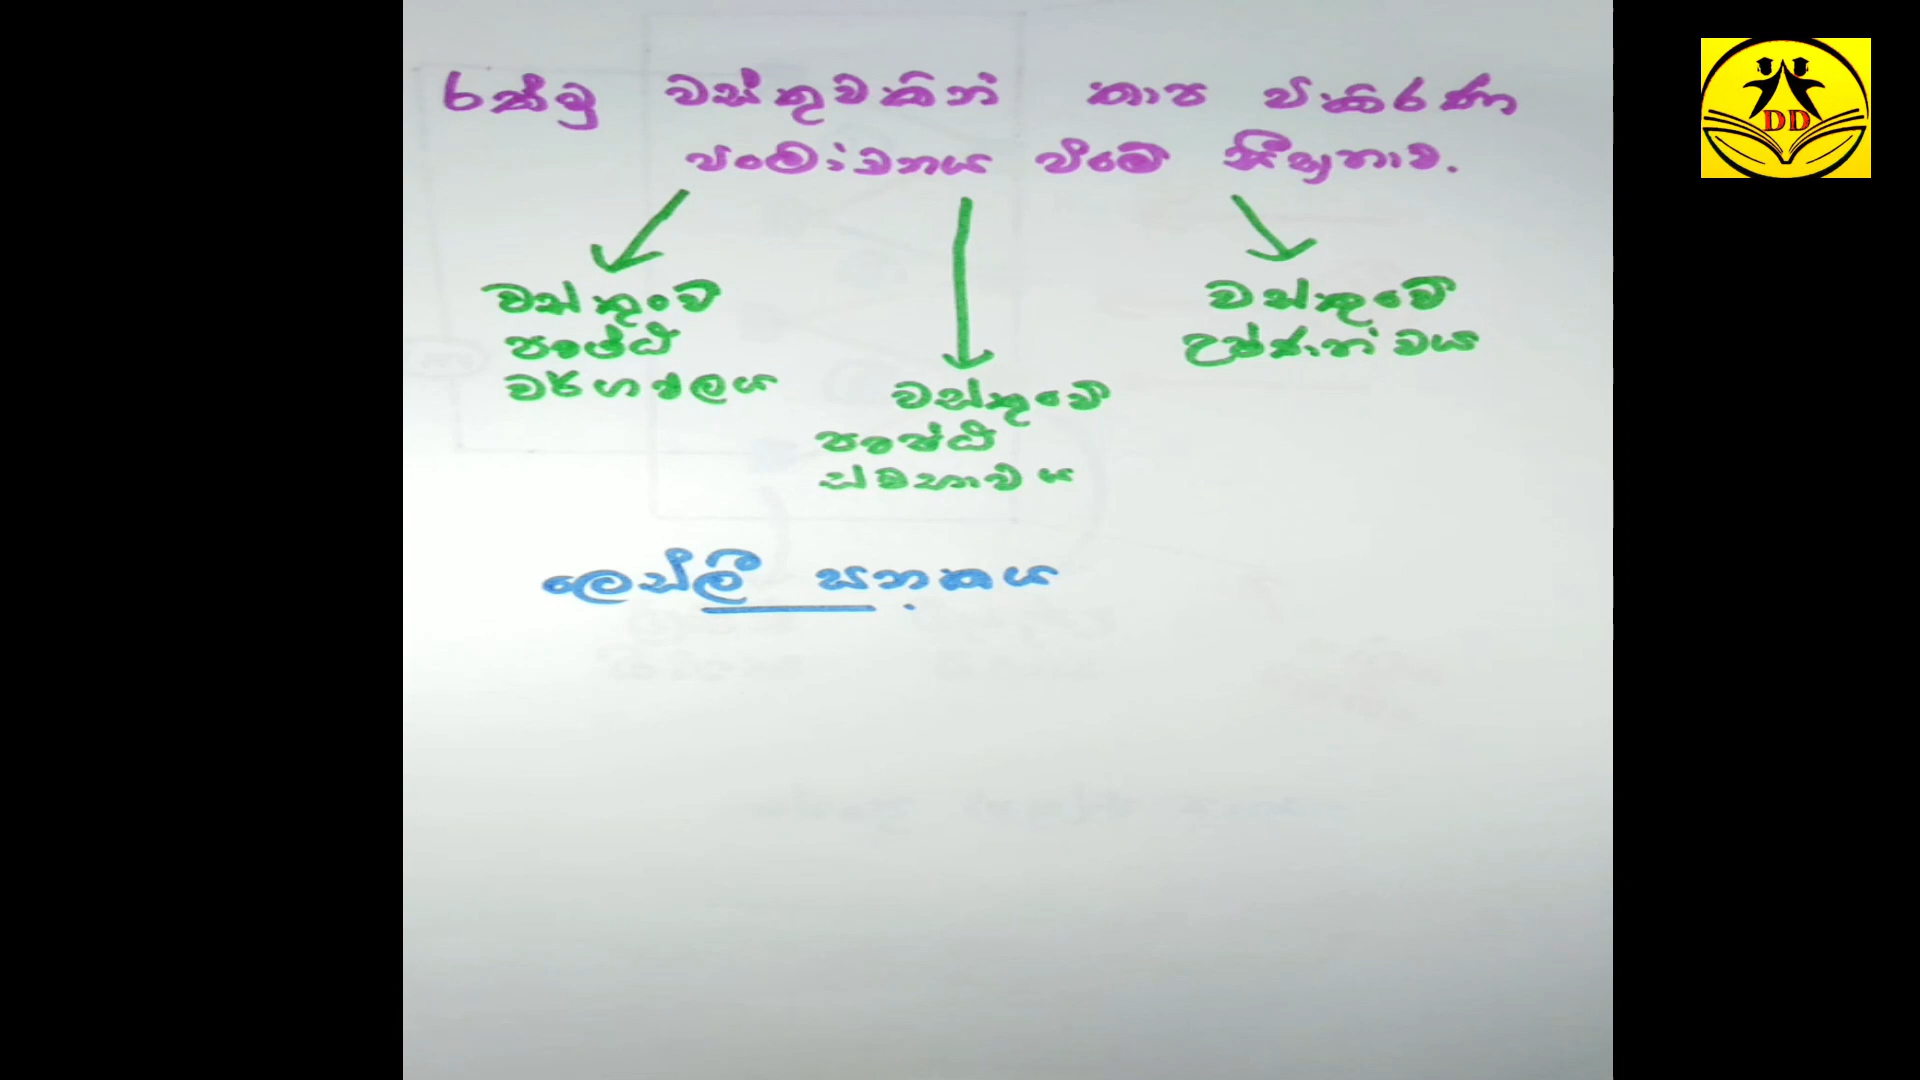 රත්වූ වස්තුවකින් තාප විකිරණ
විමෝචනය වීමේ සීඝ්‍රතාව.
වස්තුවේ
පෘෂ්ඨි
වර්ගඵලය
වස්තුවේ
පෘෂ්ඨි
ස්වභාවය
වස්තුවේ
උෂ්ණත්වය
ලෙස්ලි ඝනකය
DD